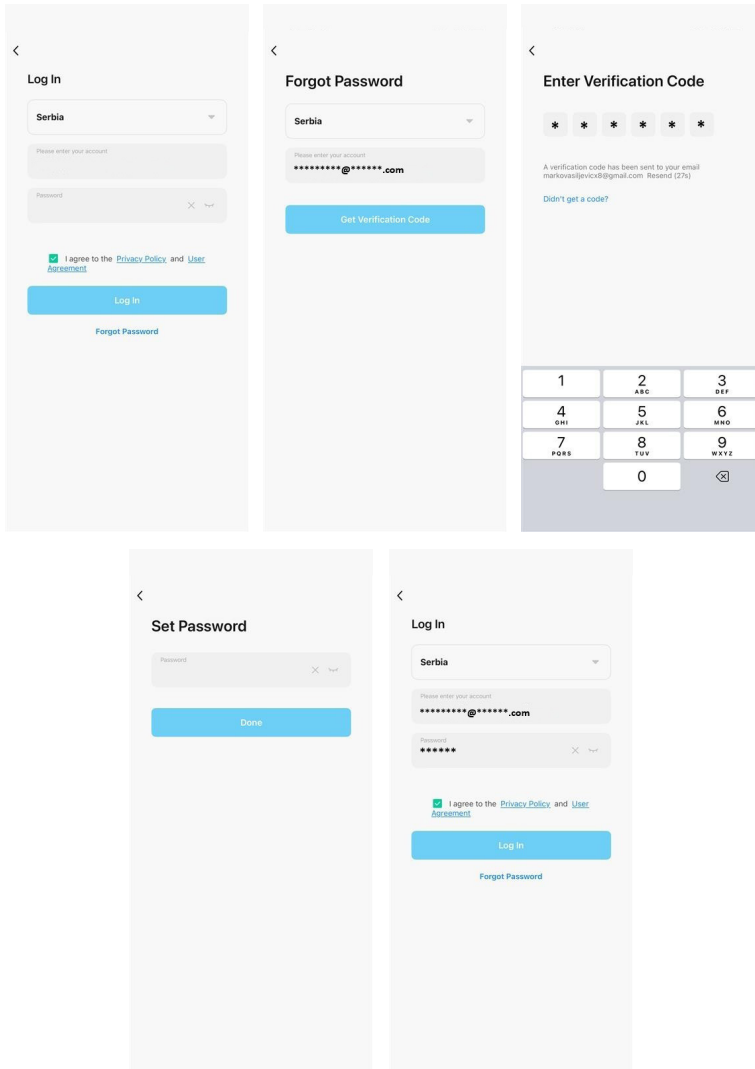 Log In
Serbia
Please enter your account
Password
I agree to the Privacy Policy and User
Agreement
Log In
Forgot Password
Forgot Password
Serbia
Please enter your account
*********@******.com
Get Verification Code
Enter Verification Code
* * * * * *
A verification code has been sent to your email
markovasiljevicx8@gmail.com Resend (27s)
Didn't get a code?
1
2
ABC
3
DEF
4
GHI
5
JKL
6
MNO
7
PQRS
8
TUV
9
WXYZ
0
Set Password
Password
Done
Log In
Serbia
Please enter your account
*********@******.com
Password
******
I agree to the Privacy Policy and User
Agreement
Log In
Forgot Password